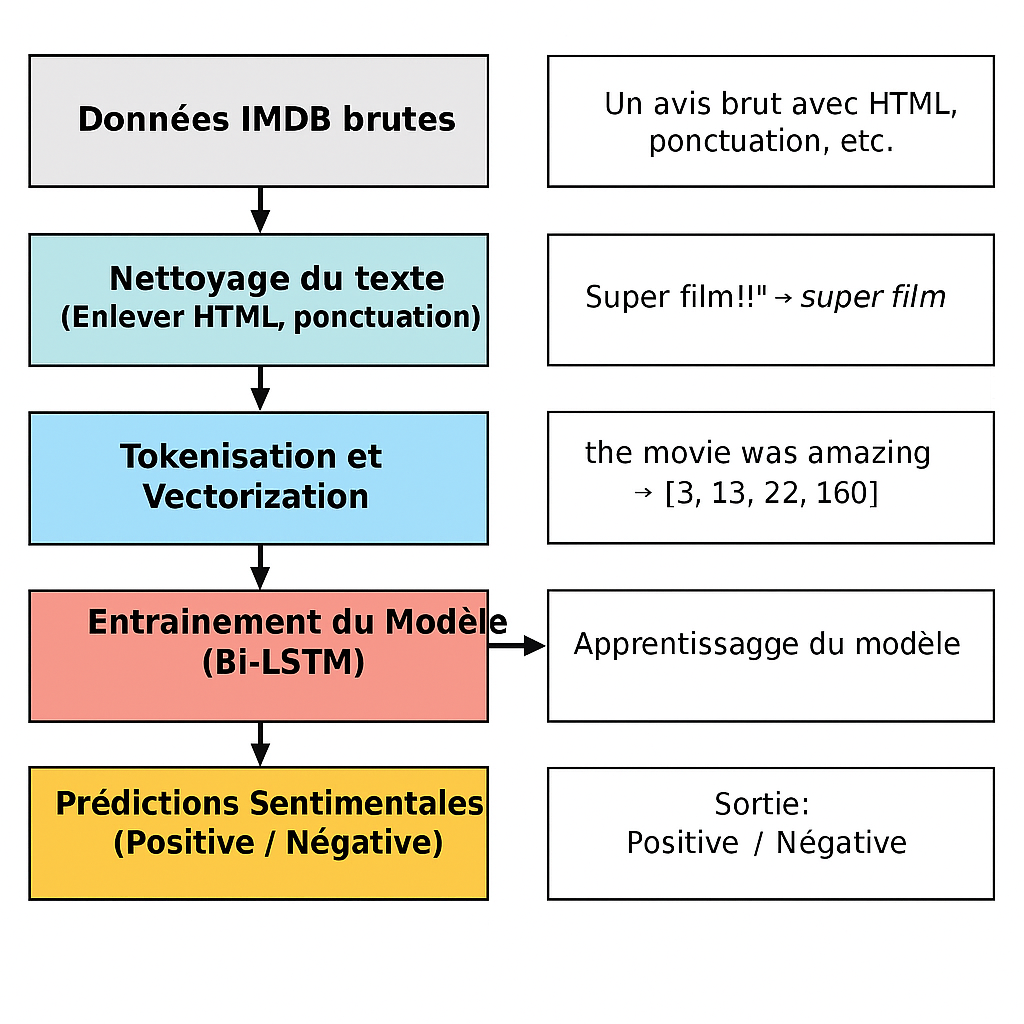 Données IMDB brutes
Un avis brut avec HTML,
ponctuation, etc.
Nettoyage du texte
(Enlever HTML, ponctuation)
Super film!!" → super film
Tokenisation et
Vectorization
the movie was amazing
→ [3, 13, 22, 160]
Entrainement du Modèle
(Bi-LSTM)
Apprentissagge du modèle
Prédictions Sentimentales
(Positive / Négative)
Sortie:
Positive / Négative